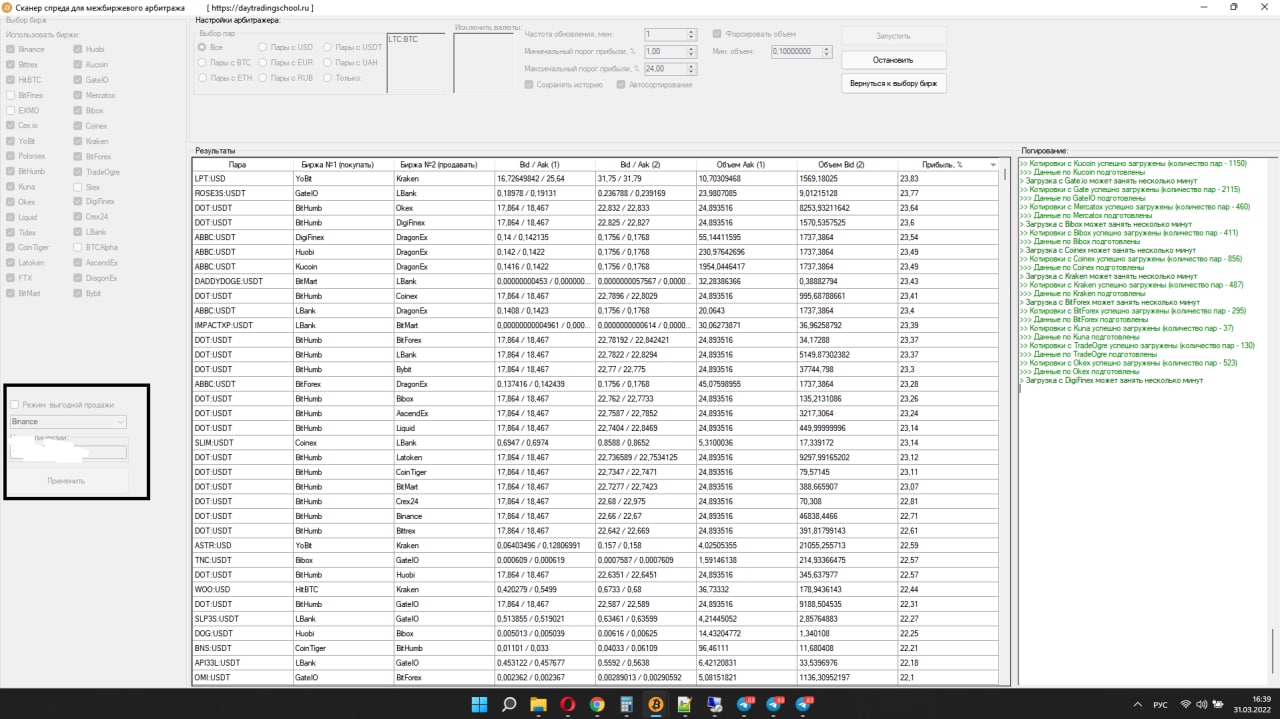 Сканер спреда для межбиржевого арбитража [ https://daytradingschool.ru ]
Выбор бирж
Использовать биржи:
Binance Huobi
Bittrex Kucoin
HitBTC GateIO
BitFinex Mercatox
EXMO Bibox
Cex.io Coinex
YoBit Kraken
Poloniex BitForex
BitHumb TradeOgre
Kuna Stex
Okex DigiFinex
Liquid Crex24
Tidex LBank
CoinTiger BTCAlpha
Latoken AscendEx
FTX DragonEx
BitMart Bybit
Режим выгодной продажи
Binance
Применить
Настройки арбитражера:
Выбор пар
Все Пары с USD Пары с USDT
Пары с BTC Пары с EUR Пары с UAH
Пары с ETH Пары с RUB Только:
LTC:BTC
Исключить валюты:
Частота обновления, мин: 1
Минимальный порог прибыли, % 1,00
Максимальный порог прибыли, % 24,00
Сохранять историю Автосортирование
Форсировать объем
Мин. объем: 0,10000000
Запустить
Остановить
Вернуться к выбору бирж
Результаты
Пара Биржа №1 (покупать) Биржа №2 (продавать) Bid / Ask (1) Bid / Ask (2) Объем Ask (1) Объем Bid (2) Прибыль, %
LPT:USD YoBit Kraken 16,72649842 / 25,64 31,75 / 31,79 10,70309468 1569,18025 23,83
ROSE3S:USDT GateIO LBank 0,18978 / 0,19131 0,236788 / 0,239169 23,9807085 9,01215128 23,77
DOT:USDT BitHumb Okex 17,864 / 18,467 22,832 / 22,833 24,893516 8253,93211642 23,64
DOT:USDT BitHumb DigiFinex 17,864 / 18,467 22,825 / 22,827 24,893516 1570,5357525 23,6
ABBC:USDT DigiFinex DragonEx 0,14 / 0,142135 0,1756 / 0,1768 55,14411595 1737,3864 23,54
ABBC:USDT Huobi DragonEx 0,142 / 0,1422 0,1756 / 0,1768 230,97642696 1737,3864 23,49
ABBC:USDT Kucoin DragonEx 0,1416 / 0,1422 0,1756 / 0,1768 1954,0446417 1737,3864 23,49
DADDYDOGE:USDT BitMart LBank 0,00000000453 / 0,000000... 0,0000000057567 / 0,0000... 32,28386366 0,38882794 23,43
DOT:USDT BitHumb Coinex 17,864 / 18,467 22,7896 / 22,8029 24,893516 995,68788661 23,41
ABBC:USDT LBank DragonEx 0,1408 / 0,1423 0,1756 / 0,1768 20,0643 1737,3864 23,4
IMPACTXP:USDT LBank BitMart 0,00000000004961 / 0,000... 0,0000000000614 / 0,0000... 30,06273871 36,96258792 23,39
DOT:USDT BitHumb BitForex 17,864 / 18,467 22,78192 / 22,842421 24,893516 34,17288 23,37
DOT:USDT BitHumb LBank 17,864 / 18,467 22,7822 / 22,8294 24,893516 5149,87302382 23,37
DOT:USDT BitHumb Bybit 17,864 / 18,467 22,77 / 22,775 24,893516 37744,798 23,3
ABBC:USDT BitForex DragonEx 0,137416 / 0,142439 0,1756 / 0,1768 45,07598955 1737,3864 23,28
DOT:USDT BitHumb Bibox 17,864 / 18,467 22,762 / 22,7733 24,893516 135,2131086 23,26
DOT:USDT BitHumb AscendEx 17,864 / 18,467 22,7587 / 22,7852 24,893516 3217,3064 23,24
DOT:USDT BitHumb Liquid 17,864 / 18,467 22,7404 / 22,8469 24,893516 449,99999996 23,14
SLIM:USDT Coinex LBank 0,6947 / 0,6974 0,8588 / 0,8652 5,3100036 17,339172 23,14
DOT:USDT BitHumb Latoken 17,864 / 18,467 22,736589 / 22,7534125 24,893516 9297,99165202 23,12
DOT:USDT BitHumb CoinTiger 17,864 / 18,467 22,7347 / 22,7471 24,893516 79,57145 23,11
DOT:USDT BitHumb BitMart 17,864 / 18,467 22,7277 / 22,7423 24,893516 388,665907 23,07
DOT:USDT BitHumb Crex24 17,864 / 18,467 22,68 / 22,975 24,893516 70,308 22,81
DOT:USDT BitHumb Binance 17,864 / 18,467 22,66 / 22,67 24,893516 46838,4466 22,71
DOT:USDT BitHumb Bittrex 17,864 / 18,467 22,642 / 22,669 24,893516 391,81799143 22,61
ASTR:USD YoBit Kraken 0,06403496 / 0,12806991 0,157 / 0,158 4,02505355 21055,255713 22,59
TNC:USDT Bibox GateIO 0,000609 / 0,000619 0,0007587 / 0,0007609 1,59146138 214,93366475 22,57
DOT:USDT BitHumb Huobi 17,864 / 18,467 22,6351 / 22,6451 24,893516 345,637977 22,57
WOO:USD HitBTC Kraken 0,420279 / 0,5499 0,6733 / 0,68 36,73332 178,9436143 22,44
DOT:USDT BitHumb GateIO 17,864 / 18,467 22,587 / 22,589 24,893516 9188,504535 22,31
SLP3S:USDT LBank GateIO 0,513855 / 0,519021 0,63461 / 0,63599 4,21445052 2,85764883 22,27
DOG:USDT Huobi Bibox 0,005013 / 0,005039 0,00616 / 0,00625 14,43204772 1,340108 22,25
BNS:USDT CoinTiger BitHumb 0,01101 / 0,033 0,04033 / 0,06109 96,46111 11,680408 22,21
API33L:USDT LBank GateIO 0,453122 / 0,457677 0,5592 / 0,5638 6,42120831 33,5396976 22,18
OMI:USDT GateIO BitForex 0,002362 / 0,002367 0,00289013 / 0,00290592 5,08151821 1136,30952197 22,1
Логирование:
>> Котировки с Kucoin успешно загружены (количество пар - 1150)
>>> Данные по Kucoin подготовлены
> Загрузка с Gate.io может занять несколько минут
>> Котировки с Gate успешно загружены (количество пар - 2115)
>>> Данные по GateIO подготовлены
>> Котировки с Mercatox успешно загружены (количество пар - 460)
>>> Данные по Mercatox подготовлены
> Загрузка с Bibox может занять несколько минут
>> Котировки с Bibox успешно загружены (количество пар - 411)
>>> Данные по Bibox подготовлены
> Загрузка с Coinex может занять несколько минут
>> Котировки с Coinex успешно загружены (количество пар - 856)
>>> Данные по Coinex подготовлены
> Загрузка с Kraken может занять несколько минут
>> Котировки с Kraken успешно загружены (количество пар - 487)
>>> Данные по Kraken подготовлены
> Загрузка с BitForex может занять несколько минут
>> Котировки с BitForex успешно загружены (количество пар - 295)
>>> Данные по BitForex подготовлены
>> Котировки с Kuna успешно загружены (количество пар - 37)
>>> Данные по Kuna подготовлены
>> Котировки с TradeOgre успешно загружены (количество пар - 130)
>>> Данные по TradeOgre подготовлены
>> Котировки с Okex успешно загружены (количество пар - 523)
>>> Данные по Okex подготовлены
> Загрузка с DigiFinex может занять несколько минут
РУС
16:39
31.03.2022